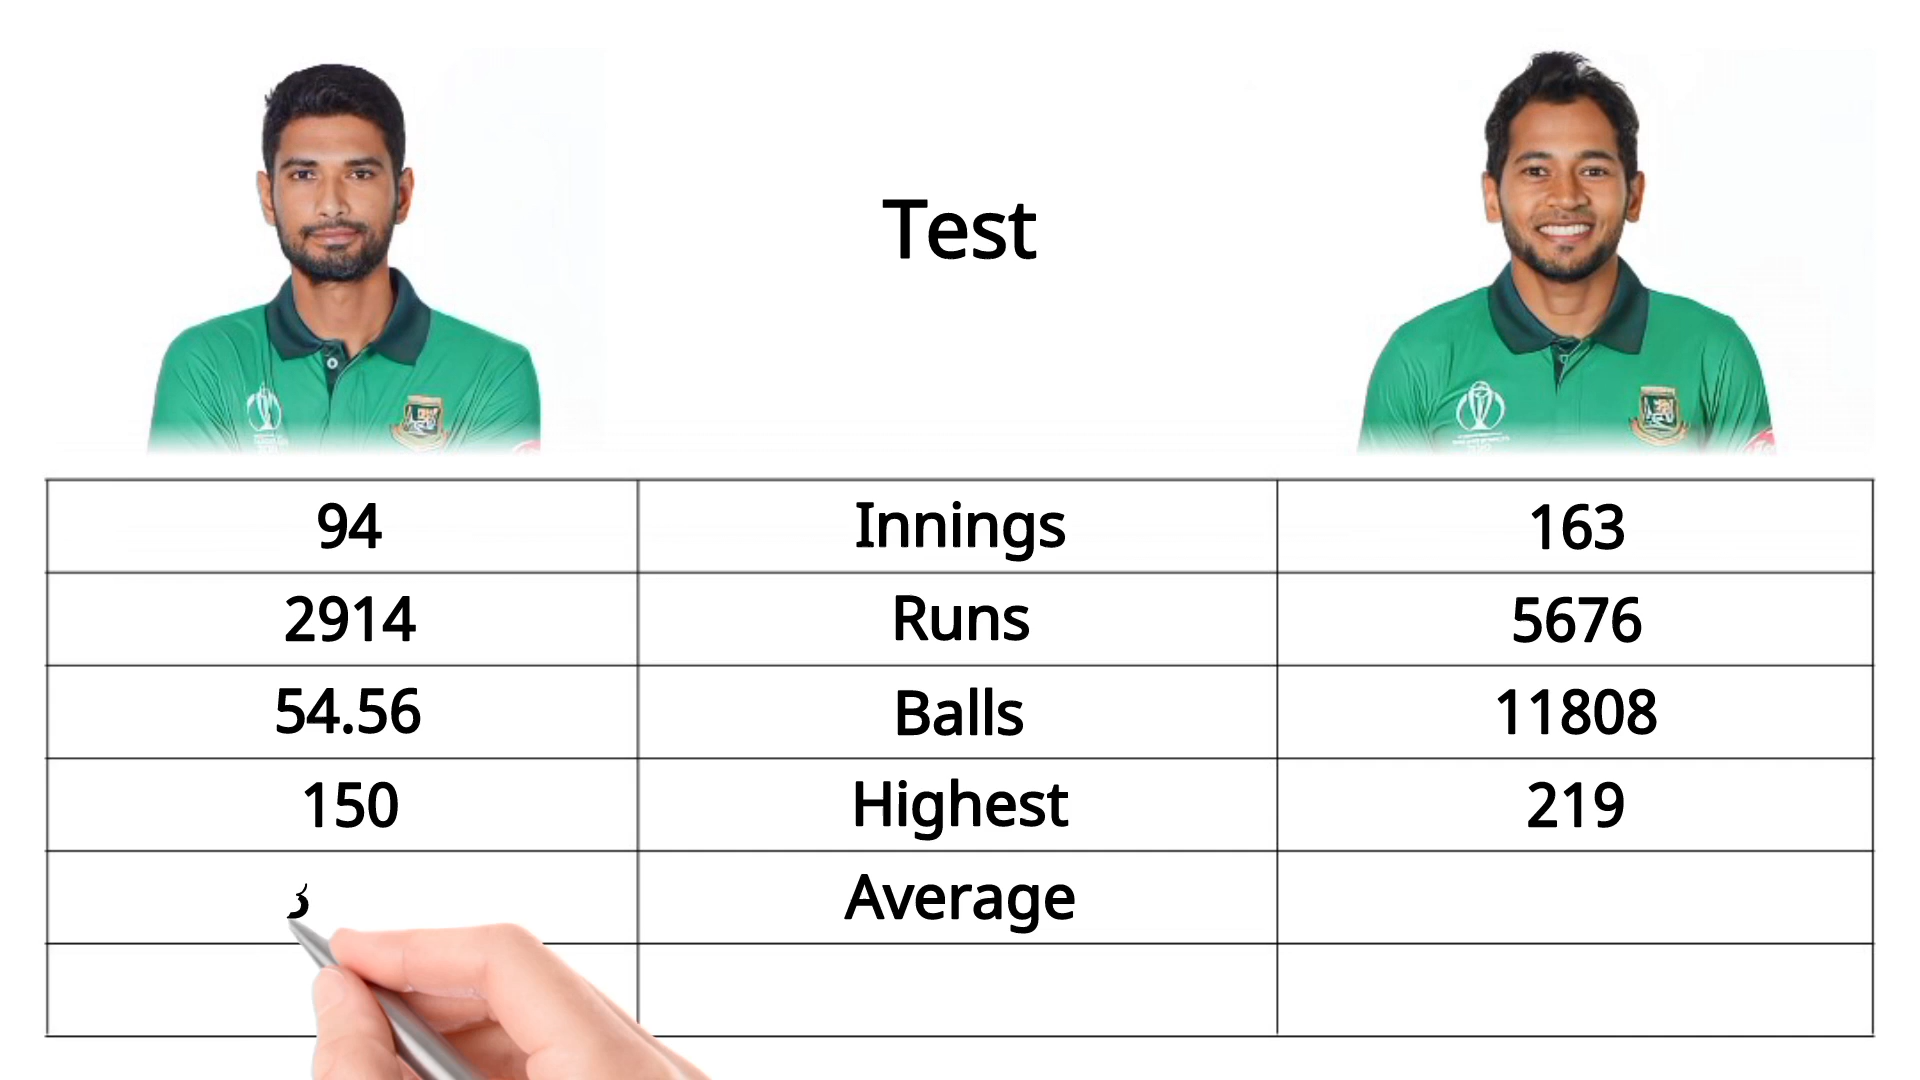 Test
94 Innings 163
2914 Runs 5676
54.56 Balls 11808
150 Highest 219
Average